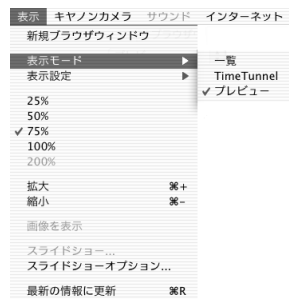 表示 キヤノンカメラ サウンド インターネット
新規ブラウザウィンドウ
表示モード ▶
一覧
TimeTunnel
✓ プレビュー
表示設定 ▶
25%
50%
✓ 75%
100%
200%
拡大 ⌘+
縮小 ⌘-
画像を表示
スライドショー...
スライドショーオプション...
最新の情報に更新 ⌘R